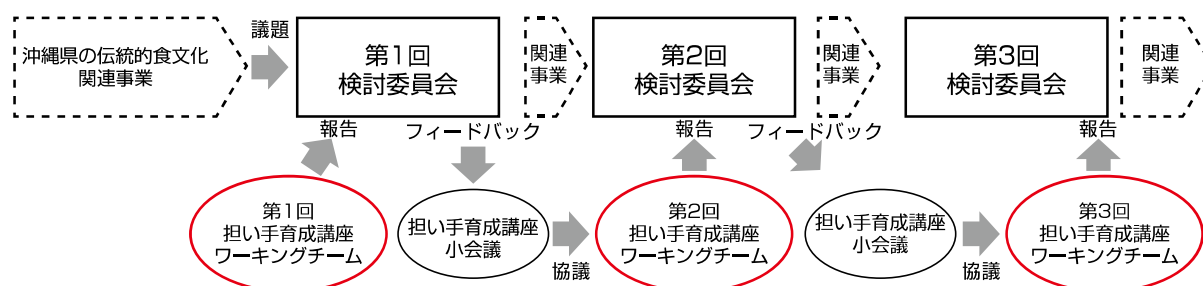 沖縄県の伝統的食文化
関連事業
議題
第1回
検討委員会
関連
事業
第2回
検討委員会
関連
事業
第3回
検討委員会
関連
事業
報告
フィードバック
報告
フィードバック
報告
第1回
担い手育成講座
ワーキングチーム
担い手育成講座
小会議
協議
第2回
担い手育成講座
ワーキングチーム
担い手育成講座
小会議
協議
第3回
担い手育成講座
ワーキングチーム